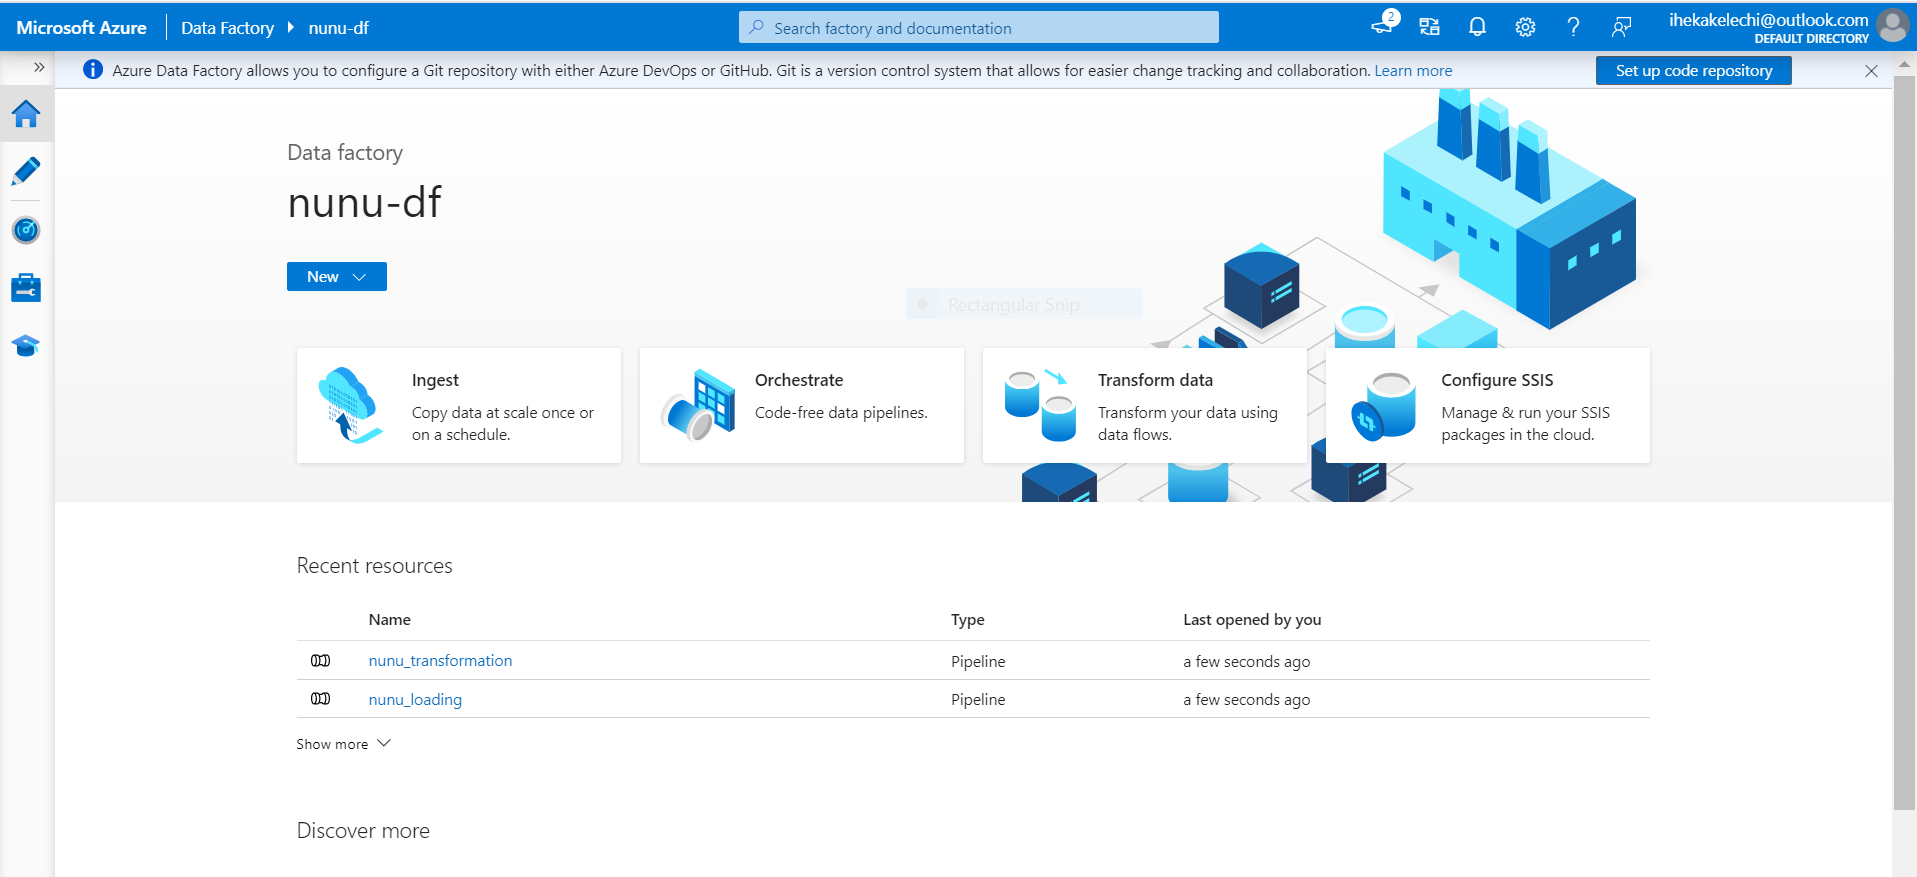 Microsoft Azure Data Factory nunu-df Search factory and documentation 2 ihekakelechi@outlook.com
DEFAULT DIRECTORY
Azure Data Factory allows you to configure a Git repository with either Azure DevOps or GitHub. Git is a version control system that allows for easier change tracking and collaboration. Learn more Set up code repository
Data factory
nunu-df
New
Rectangular Snip
Ingest
Copy data at scale once or
on a schedule.
Orchestrate
Code-free data pipelines.
Transform data
Transform your data using
data flows.
Configure SSIS
Manage & run your SSIS
packages in the cloud.
Recent resources
Name Type Last opened by you
nunu_transformation Pipeline a few seconds ago
nunu_loading Pipeline a few seconds ago
Show more
Discover more